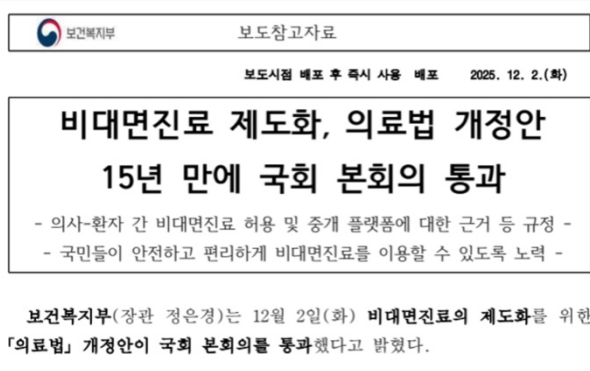 보건복지부 보도참고자료
보도시점 배포 후 즉시 사용 배포 2025. 12. 2.(화)
비대면진료 제도화, 의료법 개정안
15년 만에 국회 본회의 통과
- 의사-환자 간 비대면진료 허용 및 중개 플랫폼에 대한 근거 등 규정 -
- 국민들이 안전하고 편리하게 비대면진료를 이용할 수 있도록 노력 -
보건복지부(장관 정은경)는 12월 2일(화) 비대면진료의 제도화를 위한
「의료법」 개정안이 국회 본회의를 통과했다고 밝혔다.